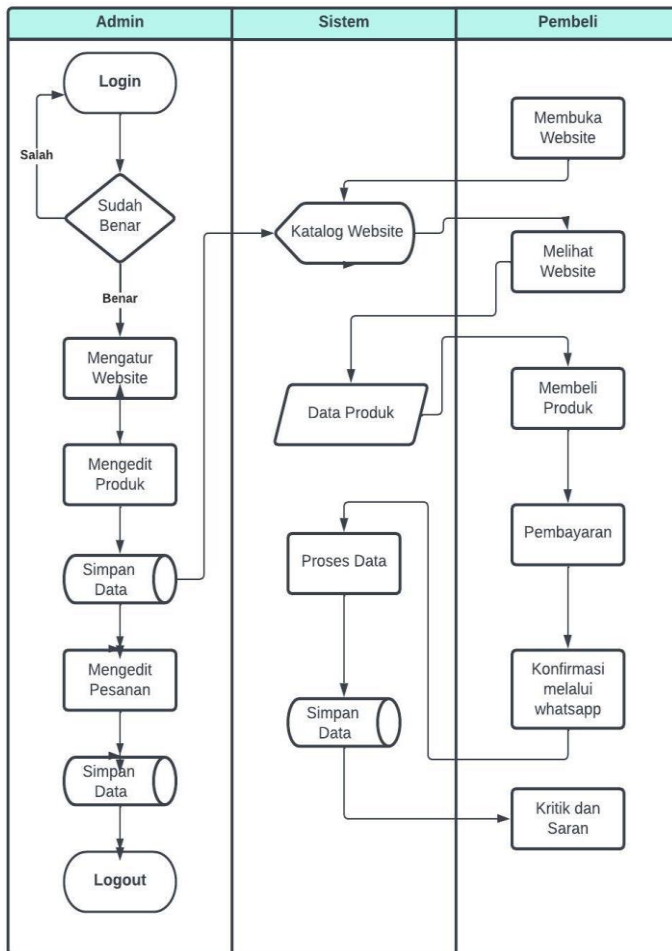 Admin
Sistem
Pembeli
Login
Salah
Sudah
Benar
Benar
Mengatur
Website
Mengedit
Produk
Simpan
Data
Mengedit
Pesanan
Simpan
Data
Logout
Katalog Website
Data Produk
Proses Data
Simpan
Data
Membuka
Website
Melihat
Website
Membeli
Produk
Pembayaran
Konfirmasi
melalui
whatsapp
Kritik dan
Saran